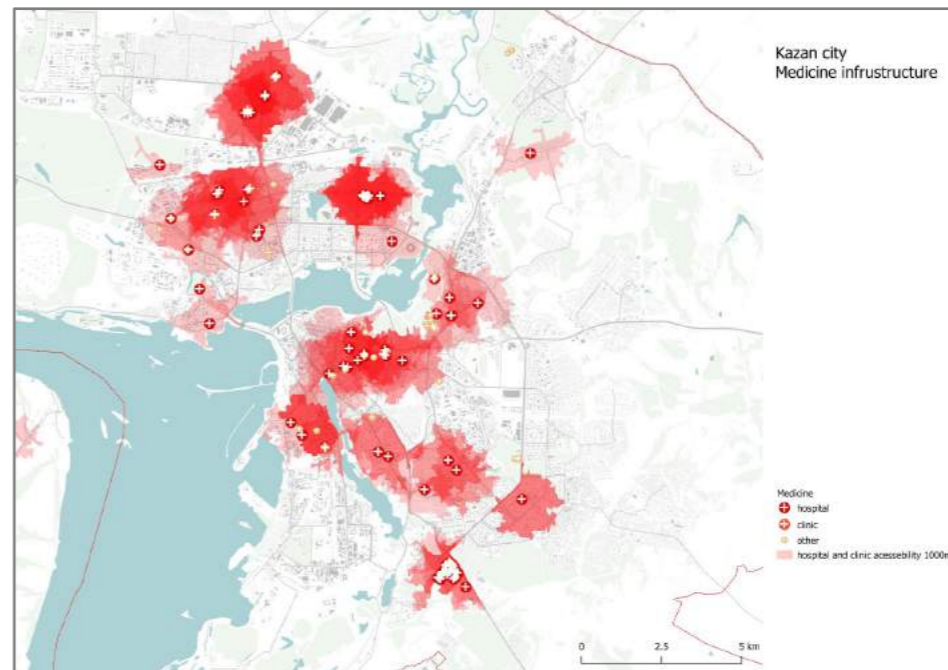 Kazan city
Medicine infrustructure
Medicine
hospital
clinic
other
hospital and clinic acessebility 1000m
0 2.5 5 km